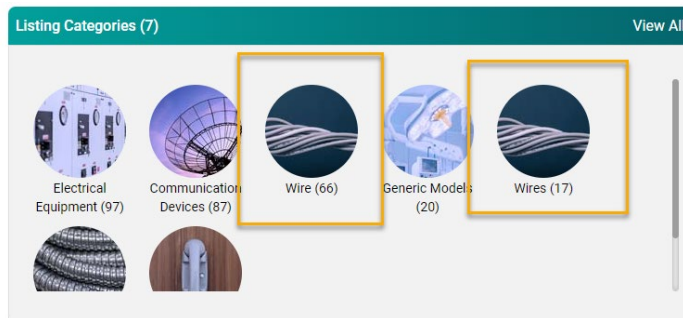 Listing Categories (7)
View All
Electrical
Equipment (97)
Communication
Devices (87)
Wire (66)
Generic Models
(20)
Wires (17)